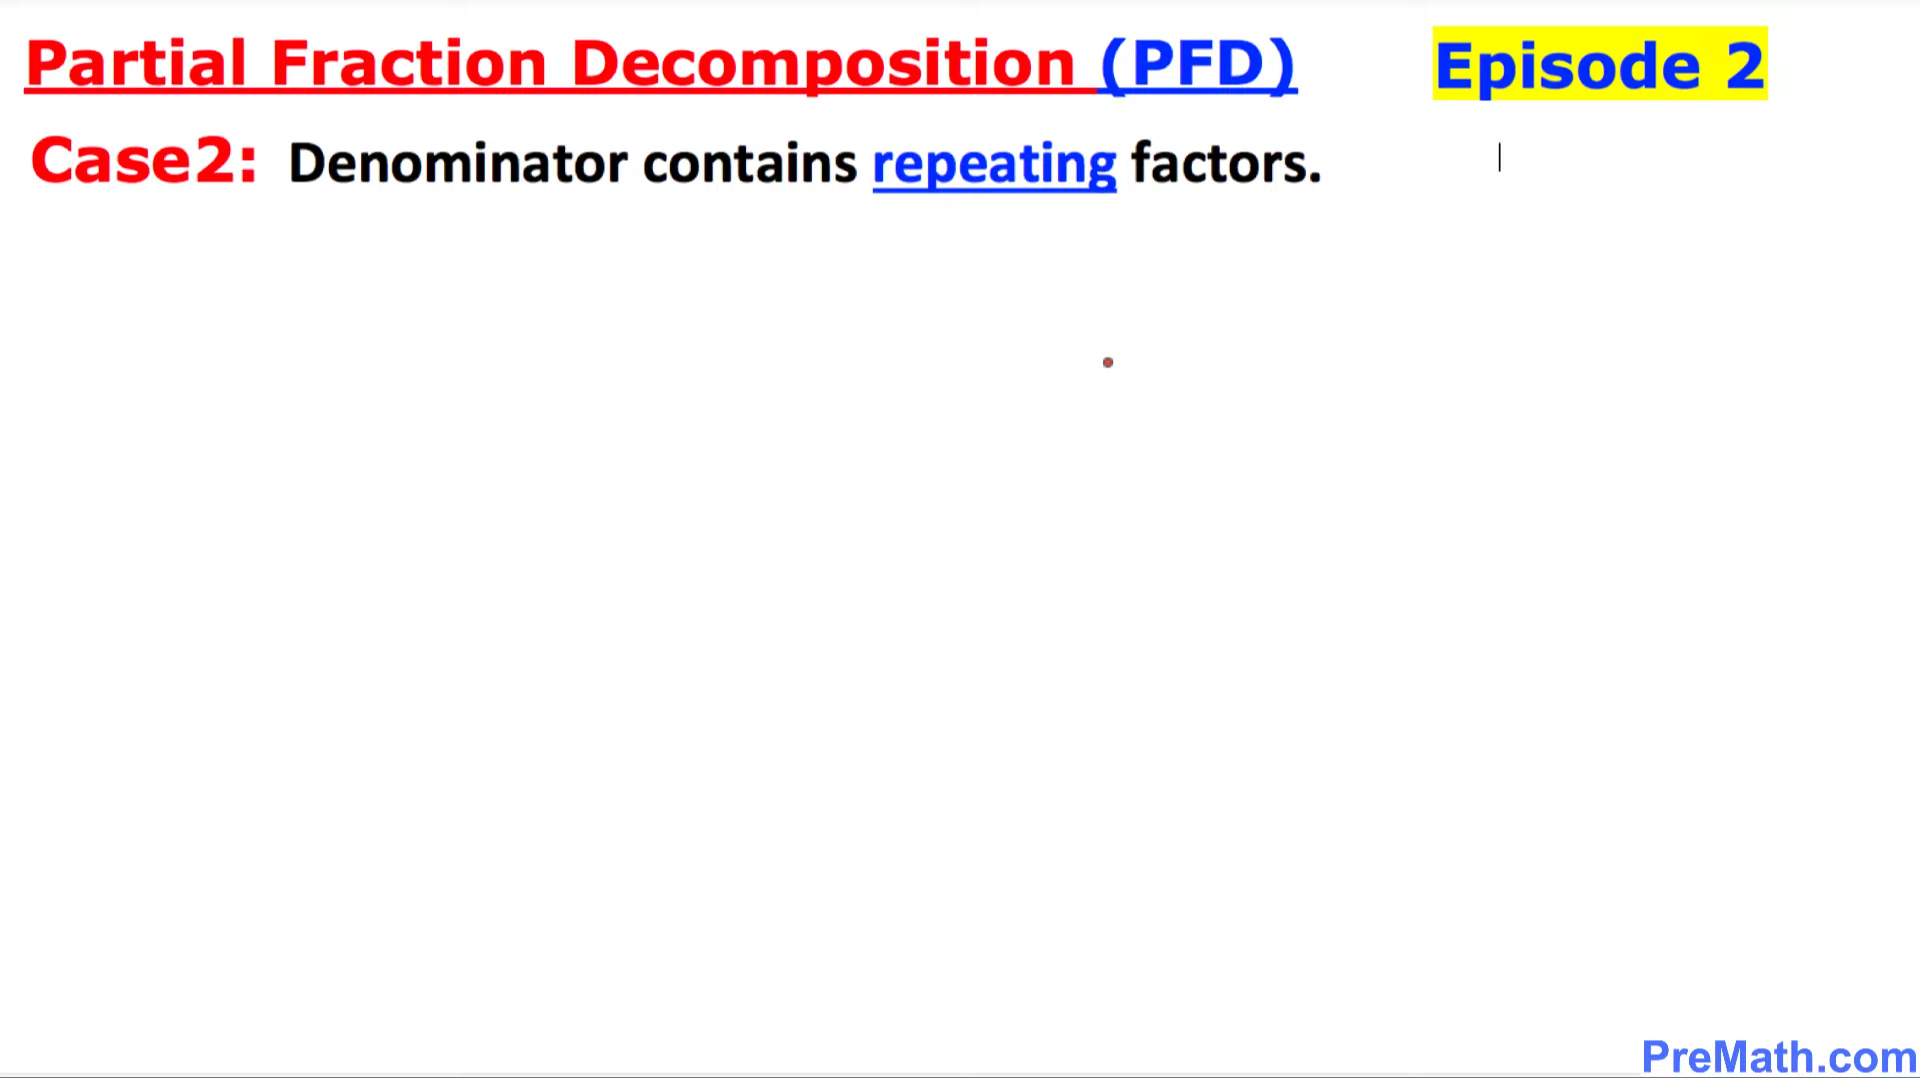 Partial Fraction Decomposition (PFD) Episode 2
Case2: Denominator contains repeating factors.
PreMath.com